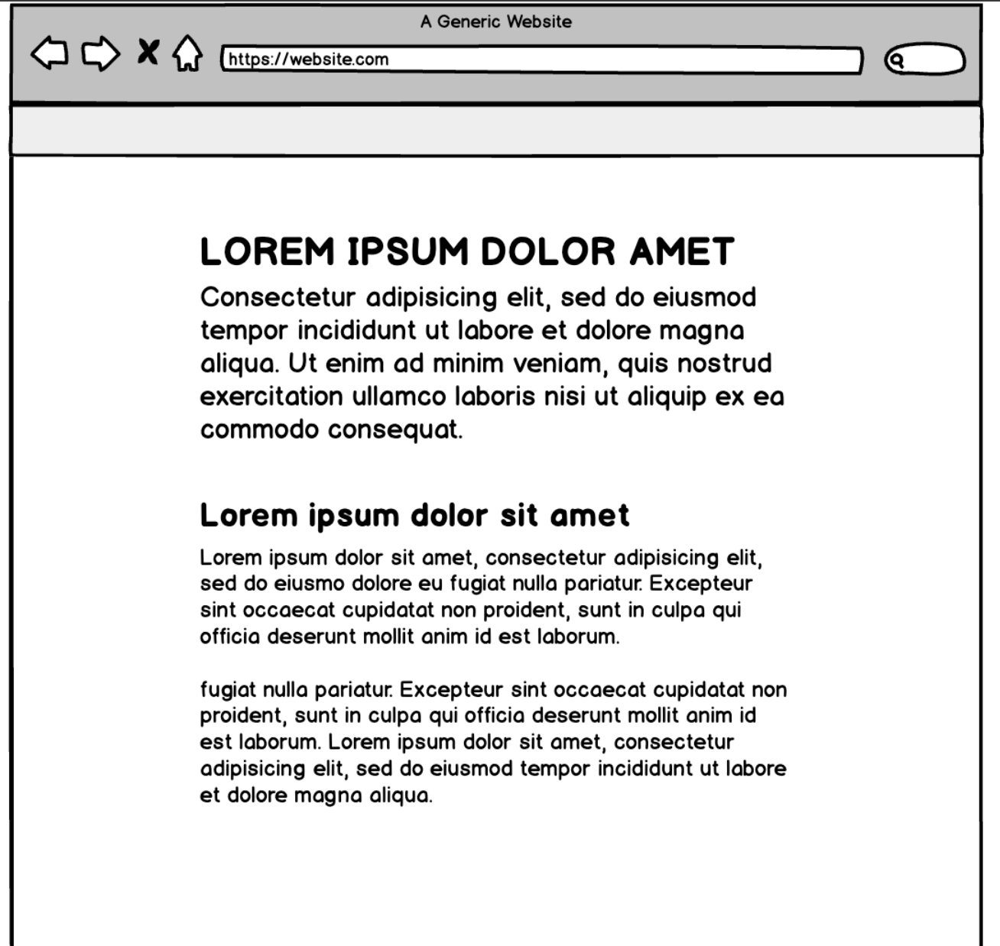 A Generic Website
https://website.com
LOREM IPSUM DOLOR AMET
Consectetur adipisicing elit, sed do eiusmod
tempor incididunt ut labore et dolore magna
aliqua. Ut enim ad minim veniam, quis nostrud
exercitation ullamco laboris nisi ut aliquip ex ea
commodo consequat.
Lorem ipsum dolor sit amet
Lorem ipsum dolor sit amet, consectetur adipisicing elit,
sed do eiusmo dolore eu fugiat nulla pariatur. Excepteur
sint occaecat cupidatat non proident, sunt in culpa qui
officia deserunt mollit anim id est laborum.
fugiat nulla pariatur. Excepteur sint occaecat cupidatat non
proident, sunt in culpa qui officia deserunt mollit anim id
est laborum. Lorem ipsum dolor sit amet, consectetur
adipisicing elit, sed do eiusmod tempor incididunt ut labore
et dolore magna aliqua.